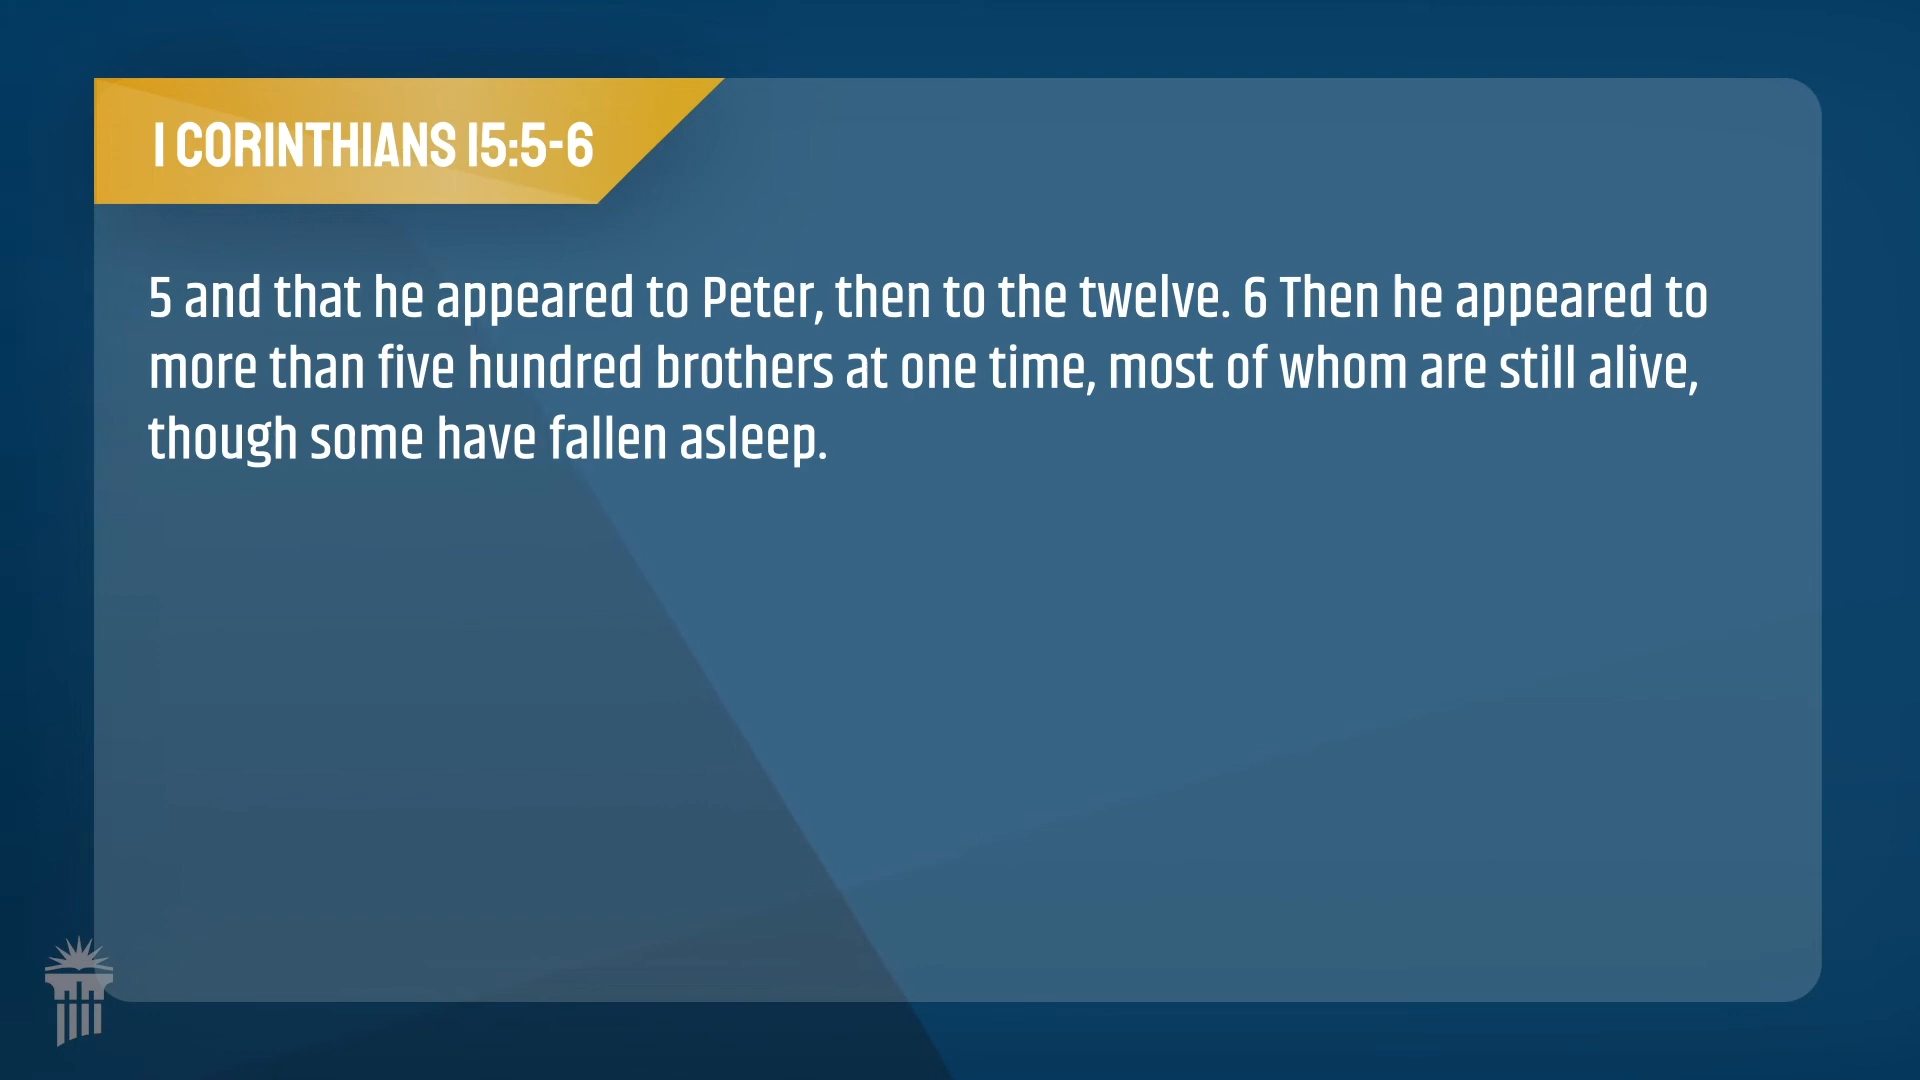 1 CORINTHIANS 15:5-6
5 and that he appeared to Peter, then to the twelve. 6 Then he appeared to
more than five hundred brothers at one time, most of whom are still alive,
though some have fallen asleep.